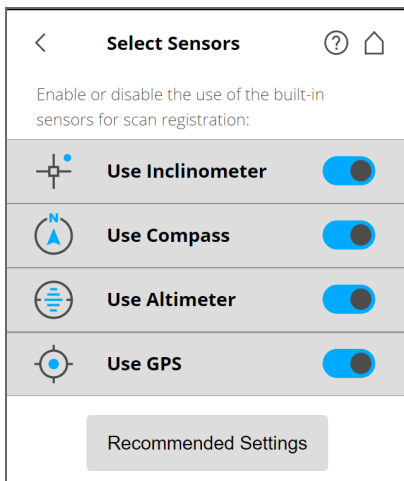 Select Sensors
Enable or disable the use of the built-in
sensors for scan registration:
Use Inclinometer
N
Use Compass
Use Altimeter
Use GPS
Recommended Settings